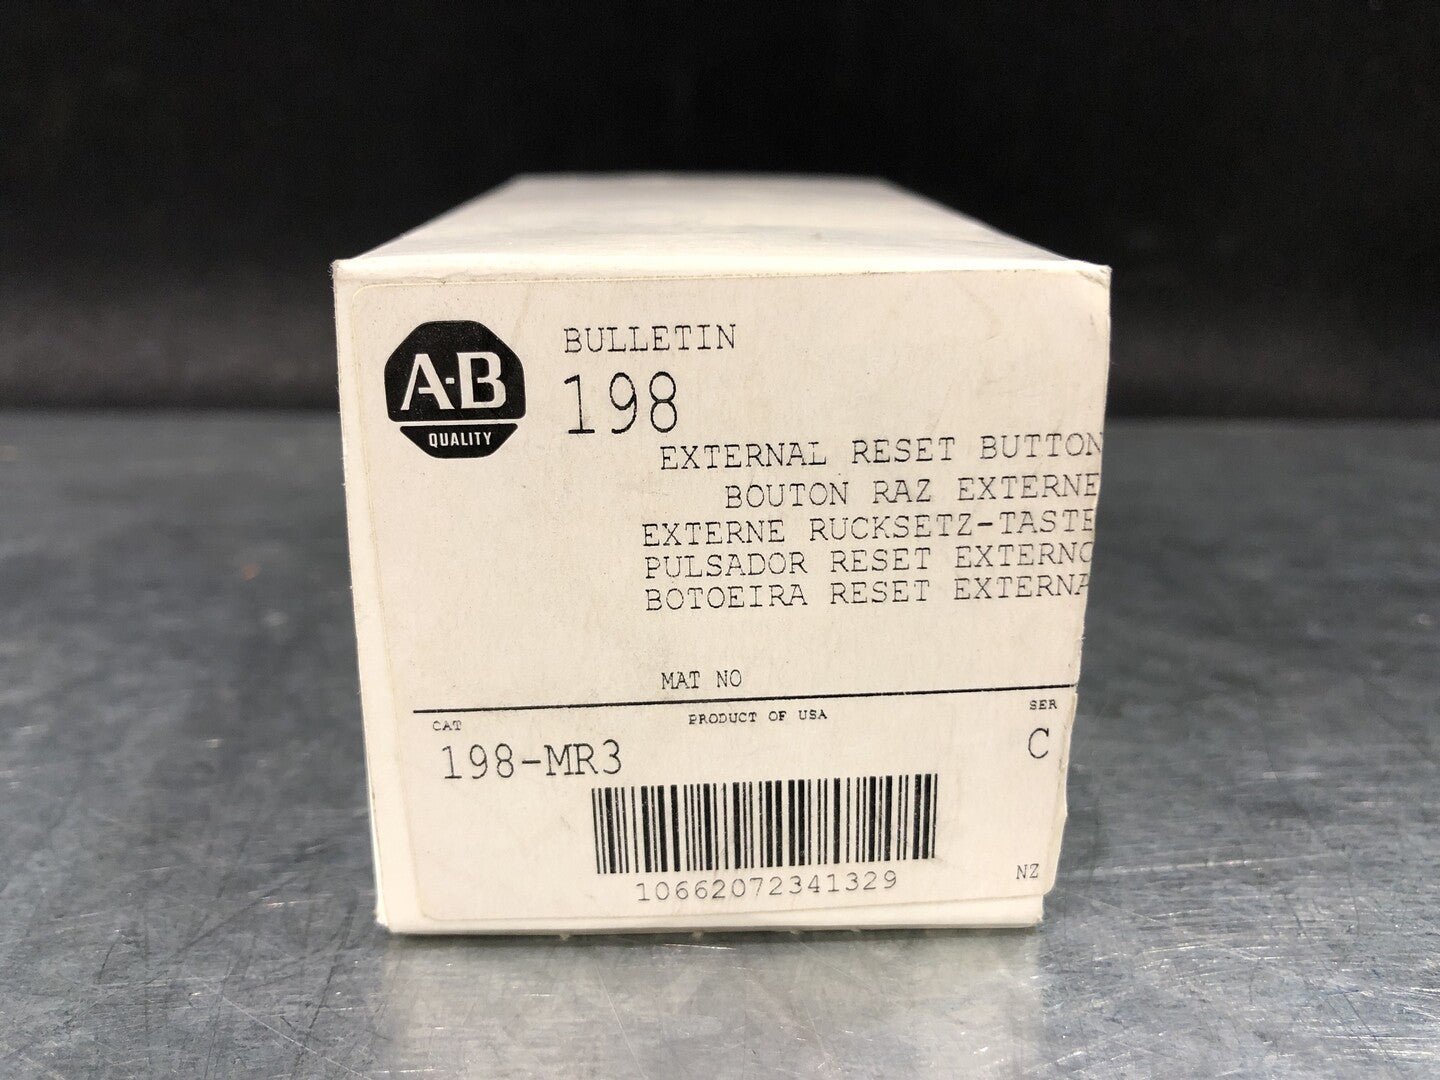 A-B
QUALITY
BULLETIN
198
EXTERNAL RESET BUTTON
BOUTON RAZ EXTERNE
EXTERNE RUCKSETZ-TASTE
PULSADOR RESET EXTERNO
BOTOEIRA RESET EXTERNA
MAT NO
CAT
PRODUCT OF USA
SER
198-MR3
C
10662072341329
NZ